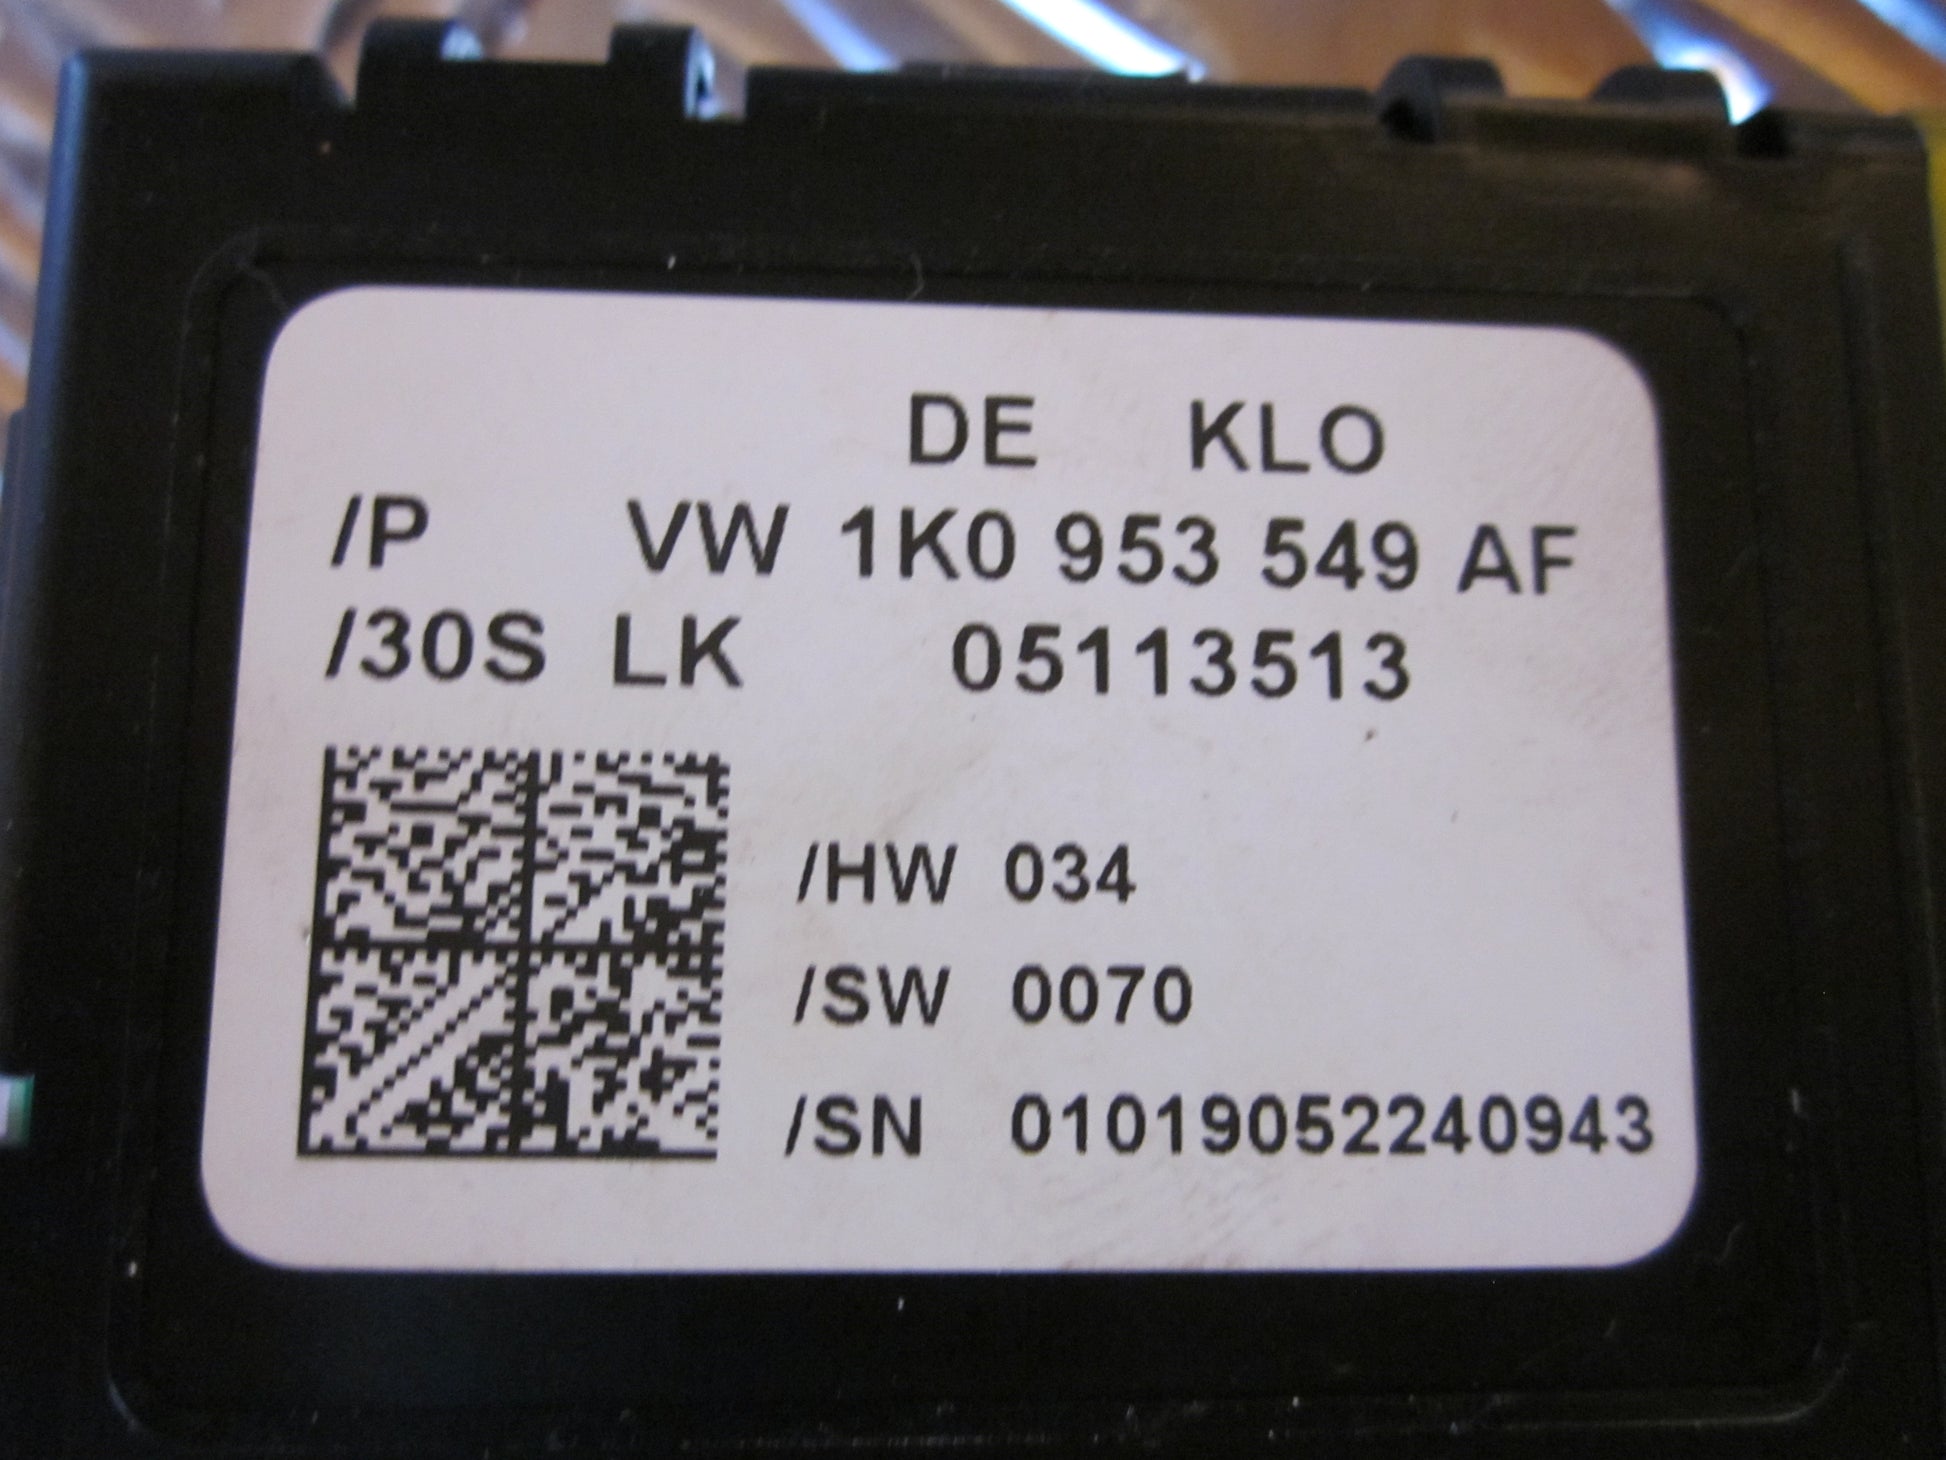 DE KLO
/P VW 1K0 953 549 AF
/30S LK 05113513
/HW 034
/SW 0070
/SN 01019052240943